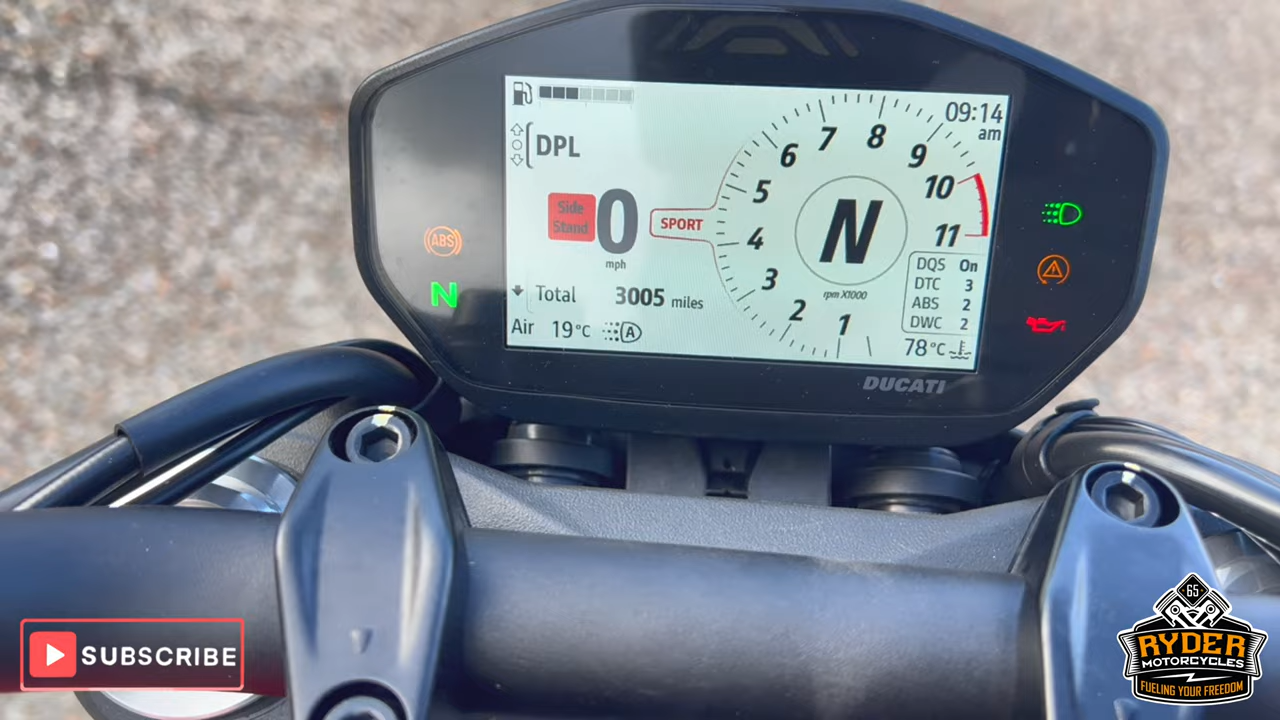 09:14
am
DPL
7
8
6
9
5
10
Side
Stand
0
SPORT
N
4
11
mph
3
DQS On
DTC 3
ABS 2
DWC 2
rpm X1000
Total 3005 miles
2
1
Air 19°C A
78°C
ABS
N
DUCATI
SUBSCRIBE
65
RYDER
MOTORCYCLES
FUELING YOUR FREEDOM